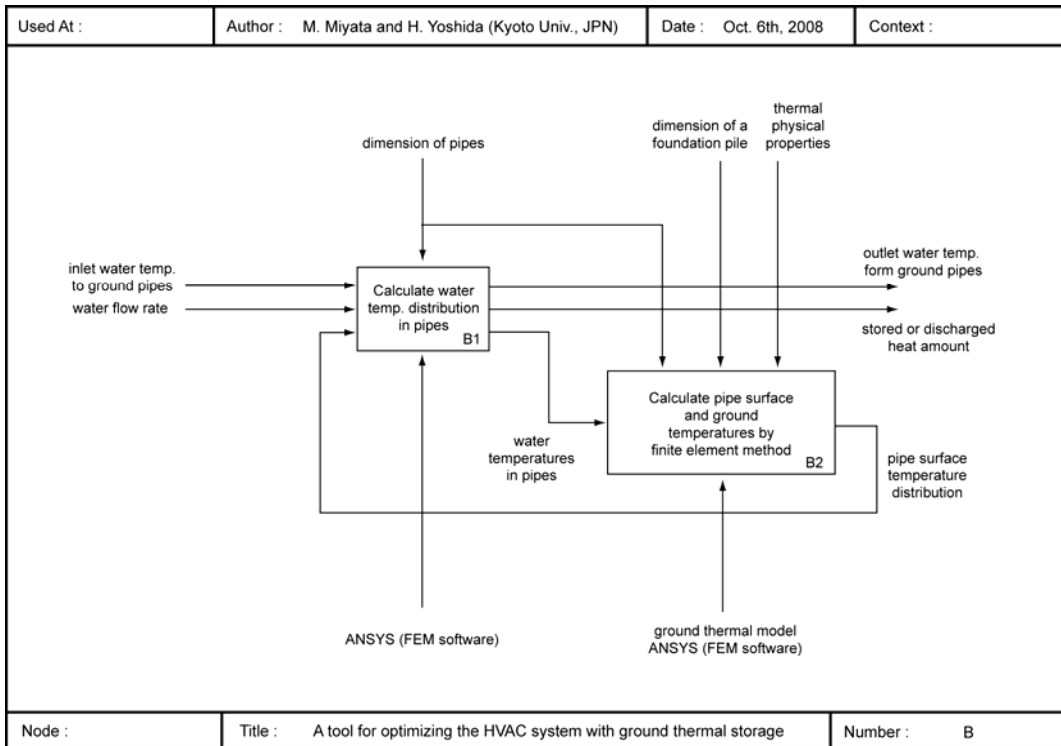 Used At :
Author : M. Miyata and H. Yoshida (Kyoto Univ., JPN)
Date : Oct. 6th, 2008
Context :
thermal
physical
properties
dimension of a
foundation pile
dimension of pipes
inlet water temp.
to ground pipes
water flow rate
Calculate water
temp. distribution
in pipes
B1
outlet water temp.
form ground pipes
stored or discharged
heat amount
Calculate pipe surface
and ground
temperatures by
finite element method
B2
water
temperatures
in pipes
pipe surface
temperature
distribution
ANSYS (FEM software)
ground thermal model
ANSYS (FEM software)
Node :
Title : A tool for optimizing the HVAC system with ground thermal storage
Number : B